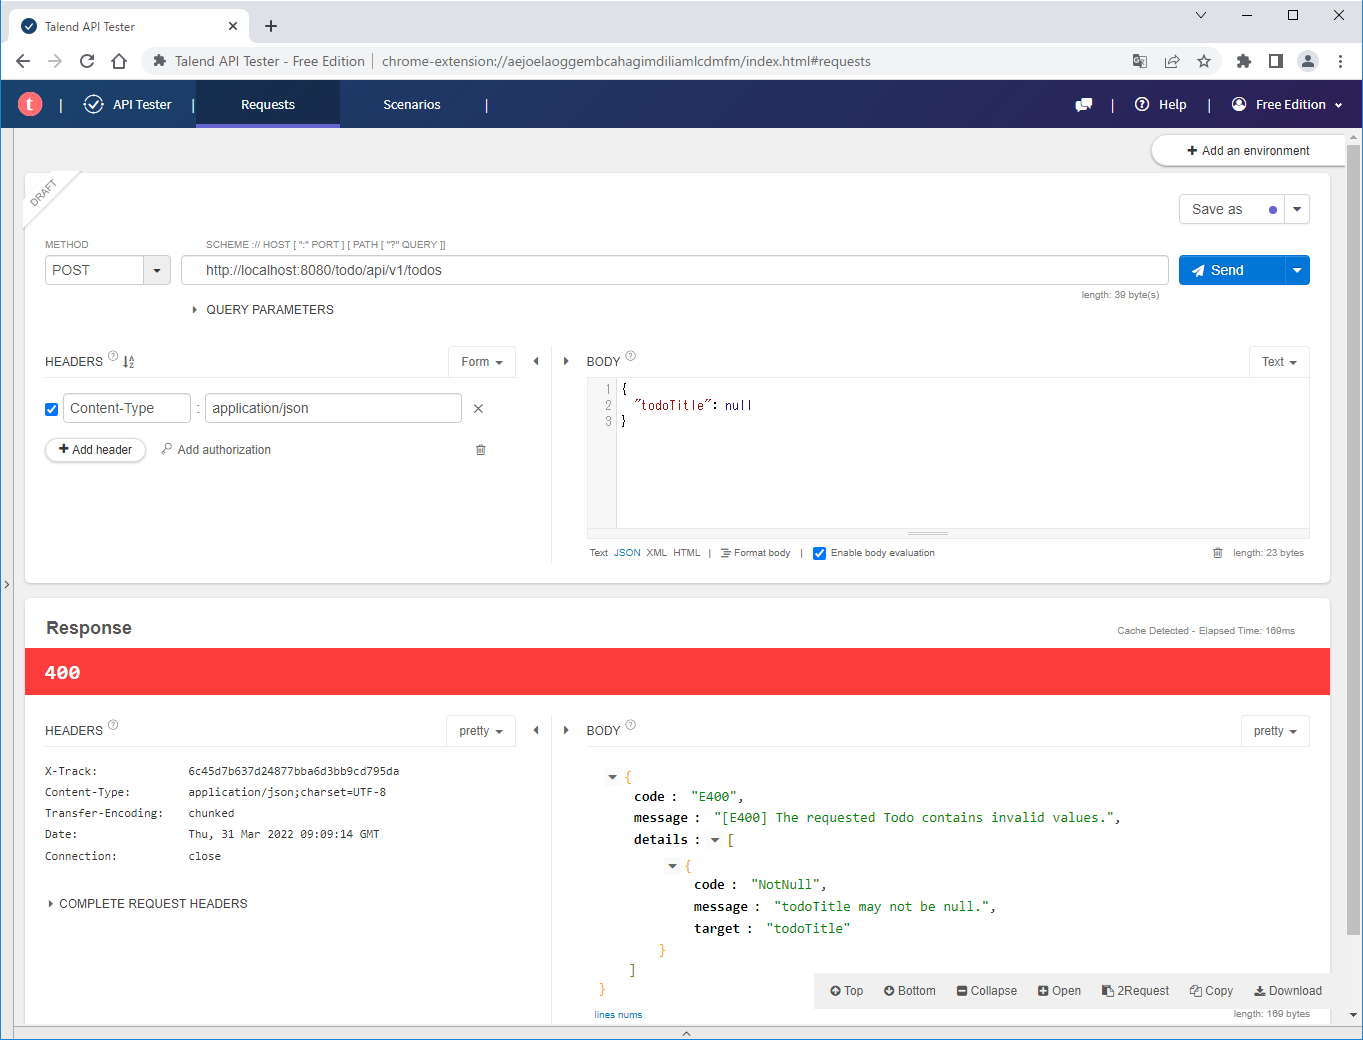 Talend API Tester
Talend API Tester - Free Edition | chrome-extension://aejoelaoggembcahagimdiliamlcdmfm/index.html#requests
t | API Tester | Requests Scenarios | | Help | Free Edition
+ Add an environment
DRAFT
Save as
METHOD SCHEME :// HOST [ ":" PORT ] [ PATH [ "?" QUERY ]]
POST http://localhost:8080/todo/api/v1/todos Send
length: 39 byte(s)
QUERY PARAMETERS
HEADERS ? Form BODY ? Text
Content-Type : application/json ×
+ Add header Add authorization
1 {
2 "todoTitle": null
3 }
Text JSON XML HTML | Format body | Enable body evaluation length: 23 bytes
Response
Cache Detected - Elapsed Time: 169ms
400
HEADERS ? pretty BODY ? pretty
X-Track: 6c45d7b637d24877bba6d3bb9cd795da
Content-Type: application/json;charset=UTF-8
Transfer-Encoding: chunked
Date: Thu, 31 Mar 2022 09:09:14 GMT
Connection: close
COMPLETE REQUEST HEADERS
{
code : "E400",
message : "[E400] The requested Todo contains invalid values.",
details : [
{
code : "NotNull",
message : "todoTitle may not be null.",
target : "todoTitle"
}
]
}
Top Bottom Collapse Open 2Request Copy Download
lines nums
length: 169 bytes